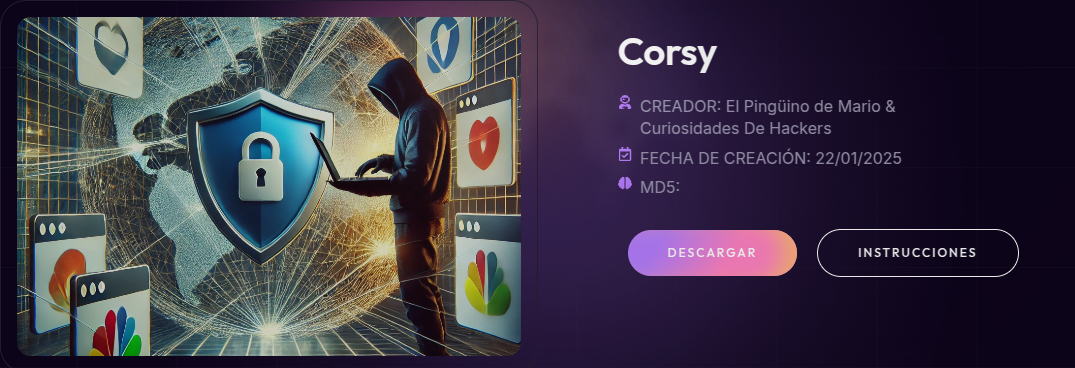 Corsy
CREADOR: El Pingüino de Mario &
Curiosidades De Hackers
FECHA DE CREACIÓN: 22/01/2025
MD5:
DESCARGAR
INSTRUCCIONES